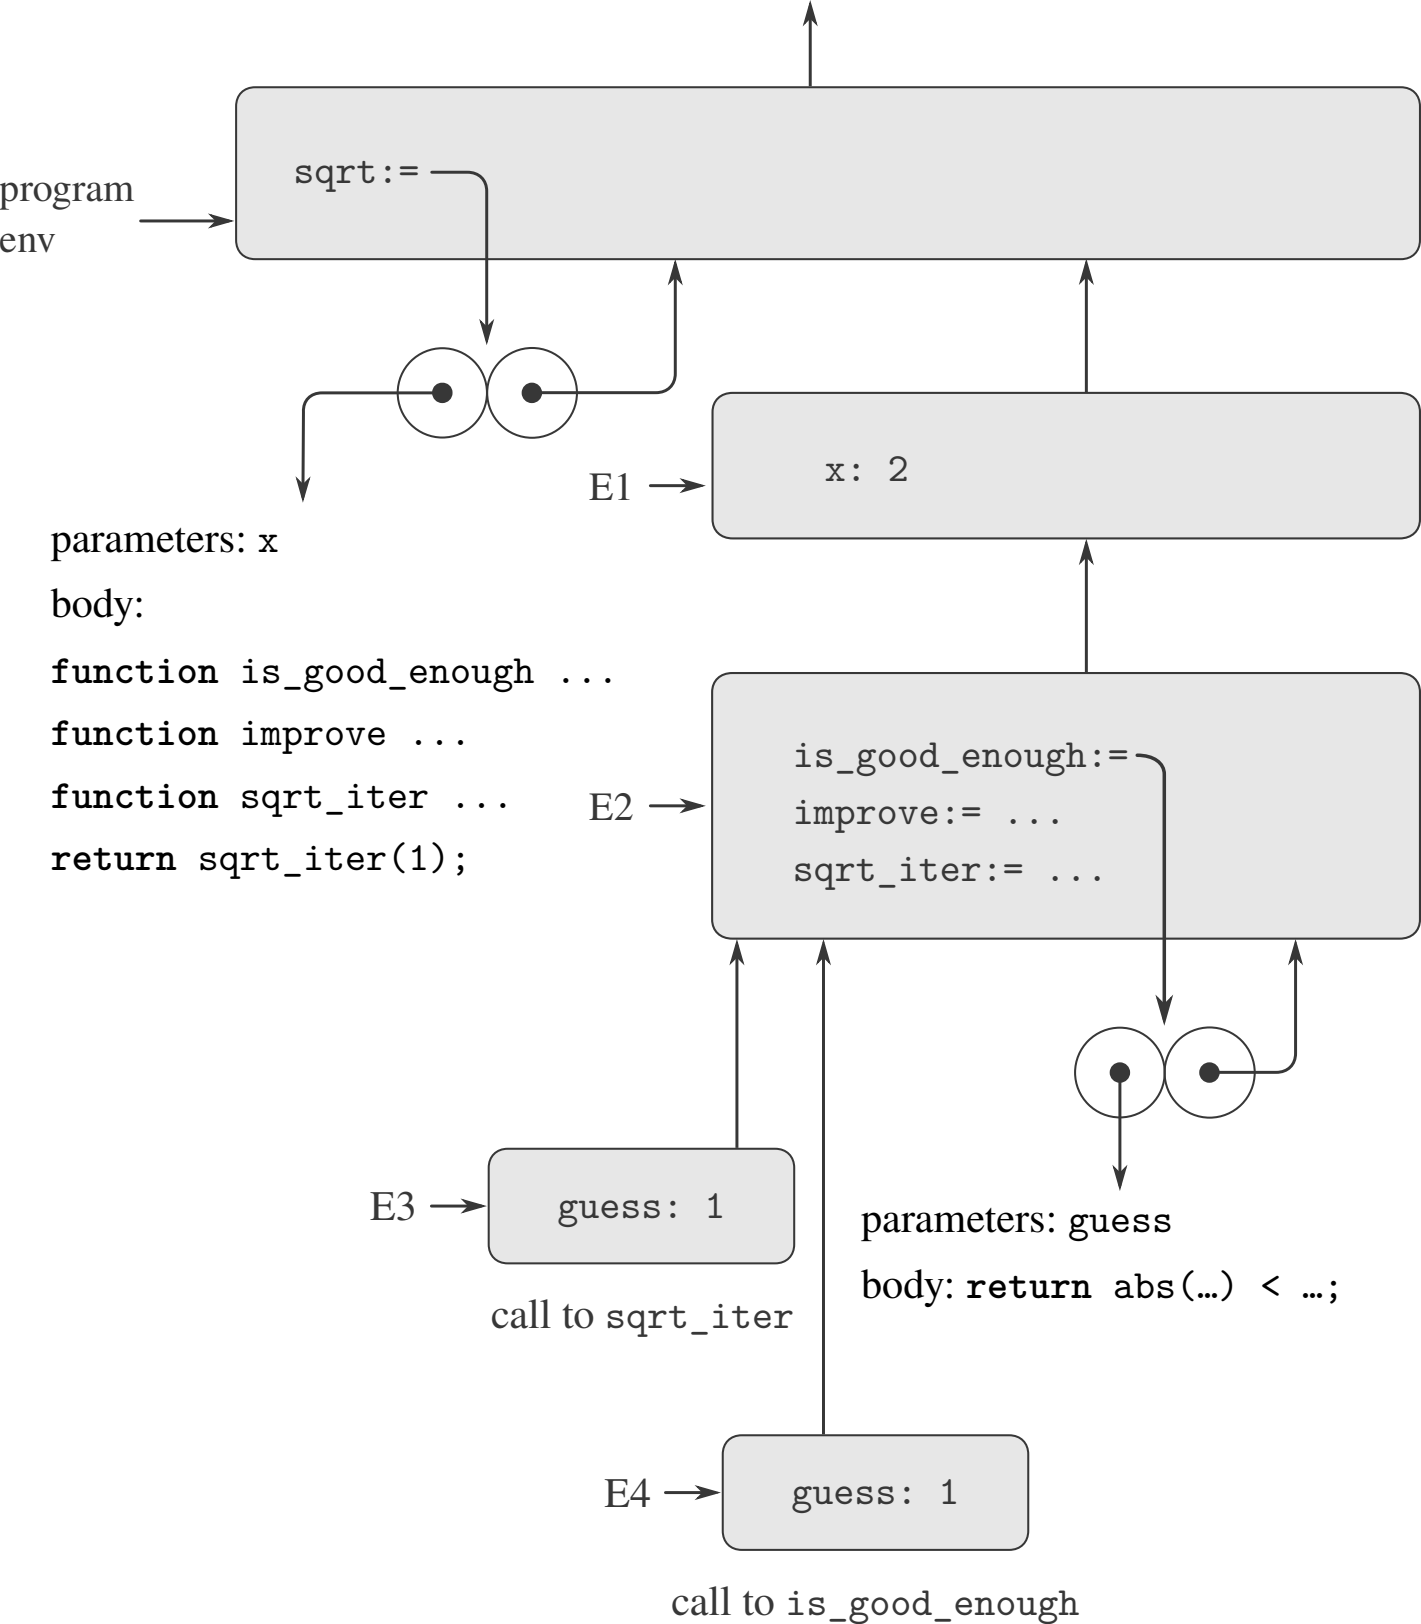 sqrt:=
program
env
x: 2
E1
parameters: x
body:
function is_good_enough ...
function improve ...
function sqrt_iter ...
return sqrt_iter(1);
is_good_enough:=
improve:= ...
sqrt_iter:= ...
E2
E3
guess: 1
call to sqrt_iter
parameters: guess
body: return abs(…) < …;
E4
guess: 1
call to is_good_enough